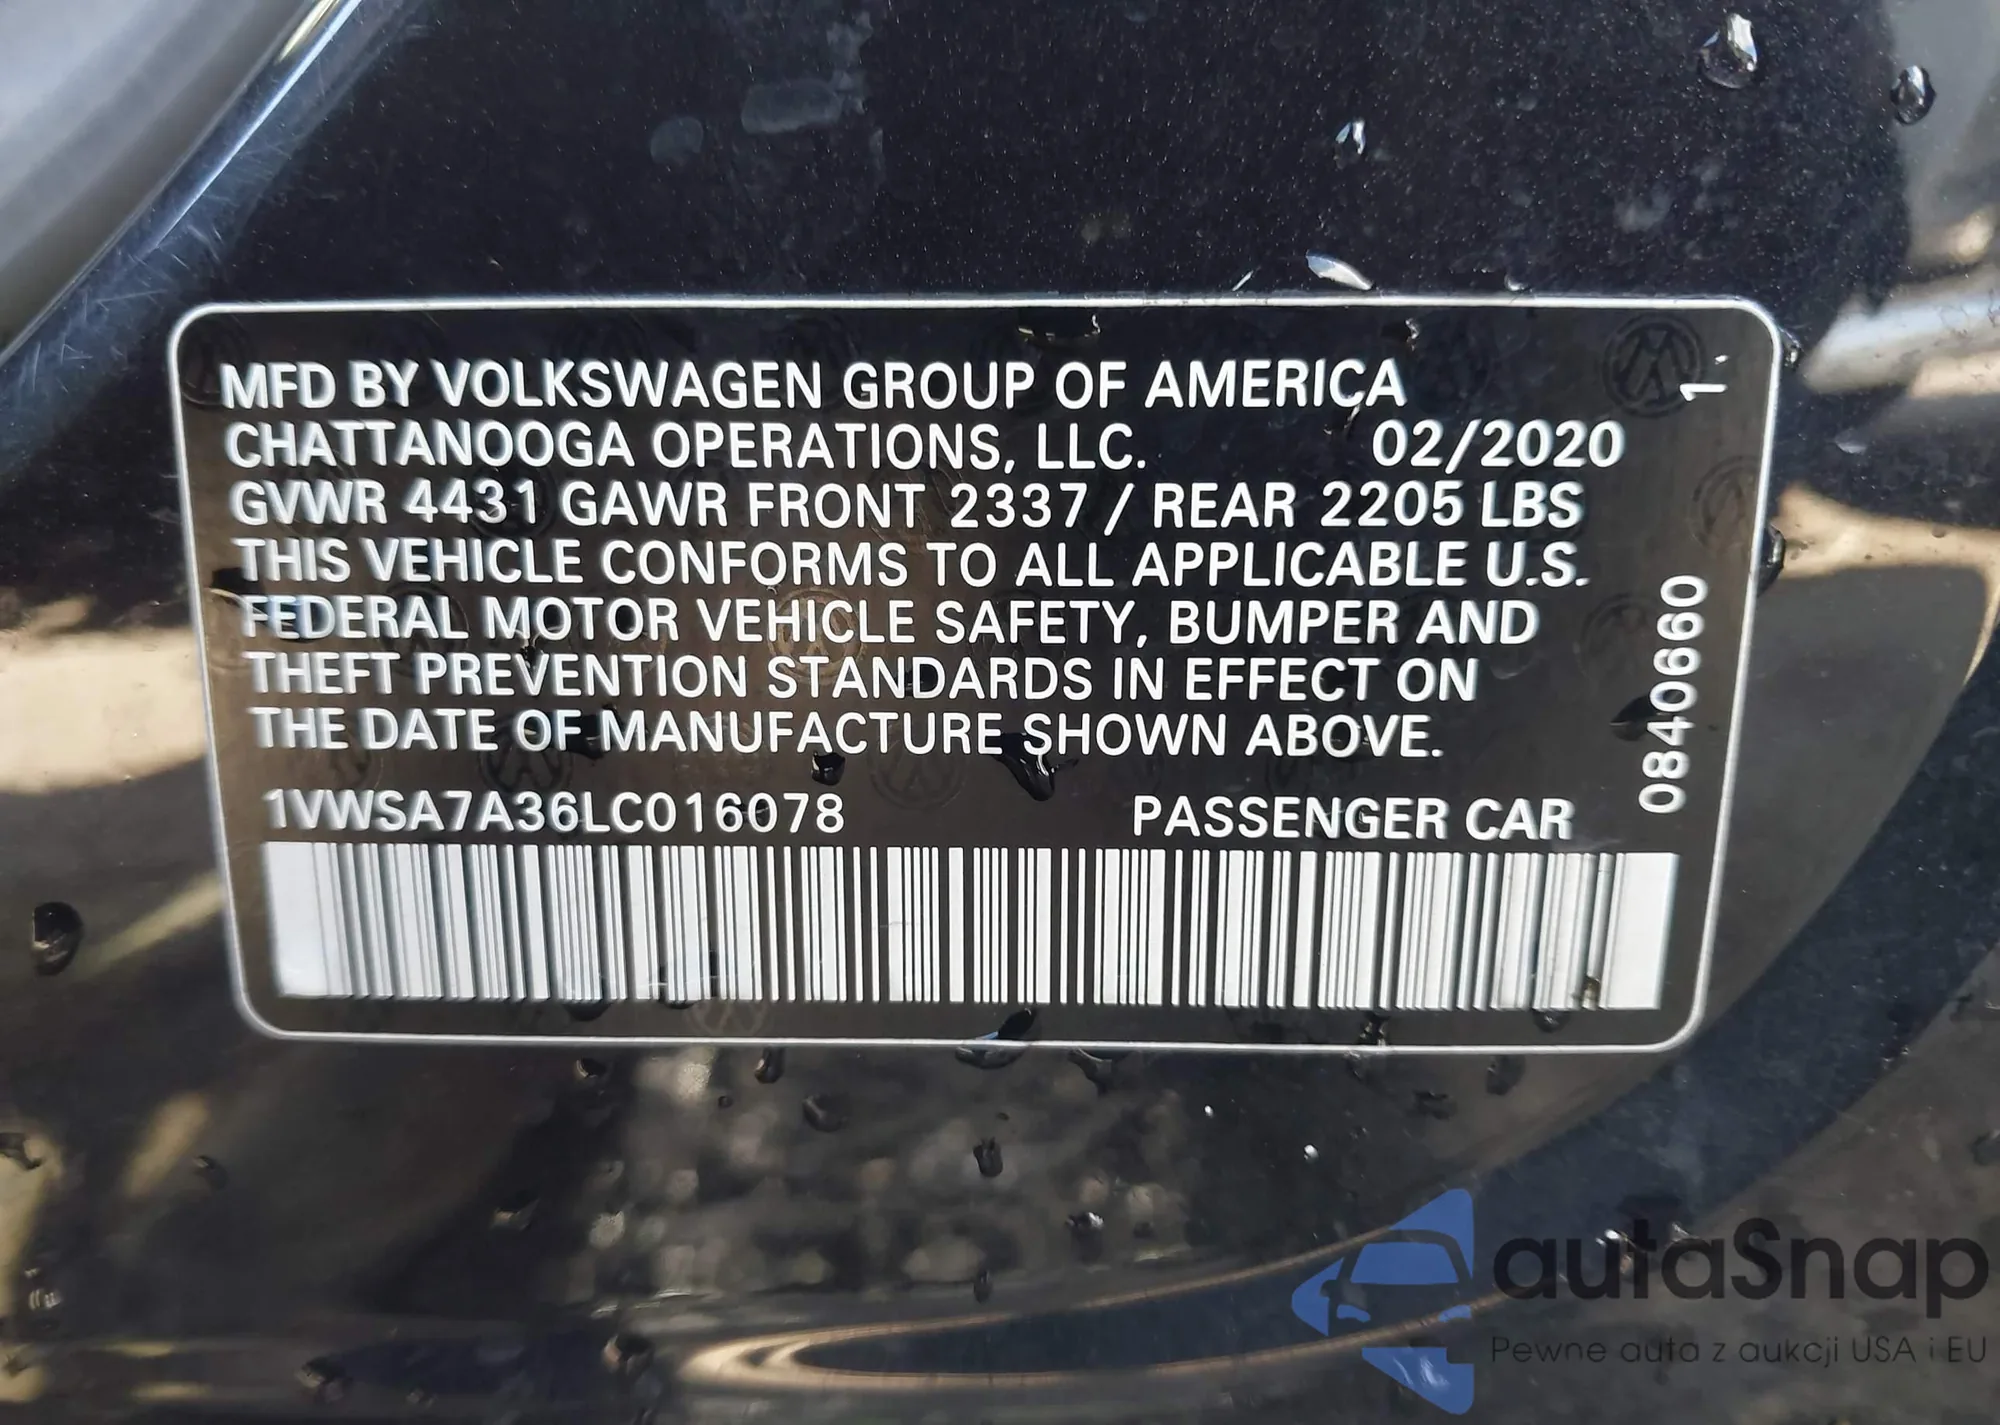 MFD BY VOLKSWAGEN GROUP OF AMERICA
CHATTANOOGA OPERATIONS, LLC. 02/2020
GVWR 4431 GAWR FRONT 2337 / REAR 2205 LBS
THIS VEHICLE CONFORMS TO ALL APPLICABLE U.S.
FEDERAL MOTOR VEHICLE SAFETY, BUMPER AND
THEFT PREVENTION STANDARDS IN EFFECT ON
THE DATE OF MANUFACTURE SHOWN ABOVE.
1VWSA7A36LC016078 PASSENGER CAR
1.
0840660
autaSnap
Pewne auta z aukcji USA i EU